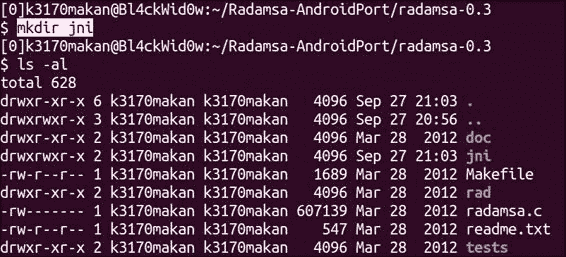 [0]k3170makan@Bl4ckWid0w:~/Radamsa-AndroidPort/radamsa-0.3
$ mkdir jni
[0]k3170makan@Bl4ckWid0w:~/Radamsa-AndroidPort/radamsa-0.3
$ ls -al
total 628
drwxr-xr-x 6 k3170makan k3170makan   4096 Sep 27 21:03 .
drwxrwxr-x 3 k3170makan k3170makan   4096 Sep 27 20:56 ..
drwxr-xr-x 2 k3170makan k3170makan   4096 Mar 28  2012 doc
drwxrwxr-x 2 k3170makan k3170makan   4096 Sep 27 21:03 jni
-rw-r--r-- 1 k3170makan k3170makan   1689 Mar 28  2012 Makefile
drwxr-xr-x 2 k3170makan k3170makan   4096 Mar 28  2012 rad
-rw------- 1 k3170makan k3170makan 607139 Mar 28  2012 radamsa.c
-rw-r--r-- 1 k3170makan k3170makan    547 Mar 28  2012 readme.txt
drwxr-xr-x 2 k3170makan k3170makan   4096 Mar 28  2012 tests